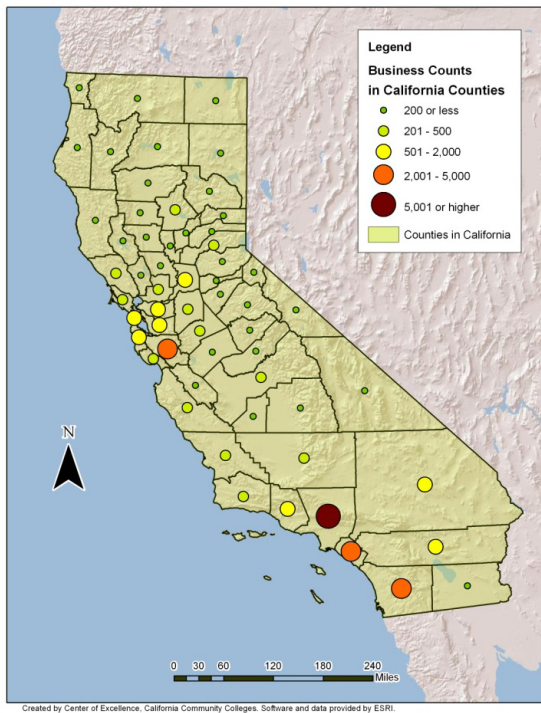 Legend
Business Counts
in California Counties
200 or less
201 - 500
501 - 2,000
2,001 - 5,000
5,001 or higher
Counties in California
N
0 30 60 120 180 240
Miles
Created by Center of Excellence, California Community Colleges. Software and data provided by ESRI.